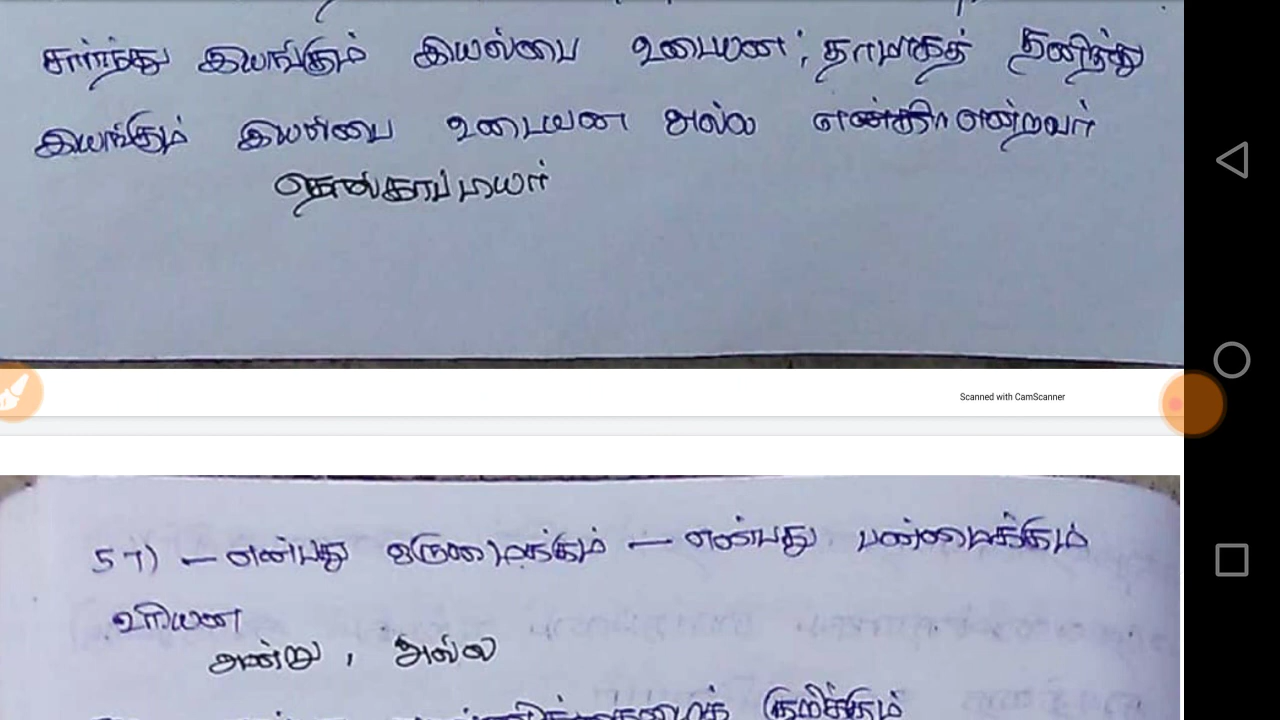 சார்ந்து இயங்கும் இயல்பை உடையன; தாமாகத் தனித்து
இயங்கும் இயல்பை உடையன அல்ல என்றவர்
தொல்காப்பியர்
Scanned with CamScanner
57) – என்பது ஒருமைக்கும் – என்பது பன்மைக்கும்
உரியன
அன்று, அல்ல
குறிக்கும்